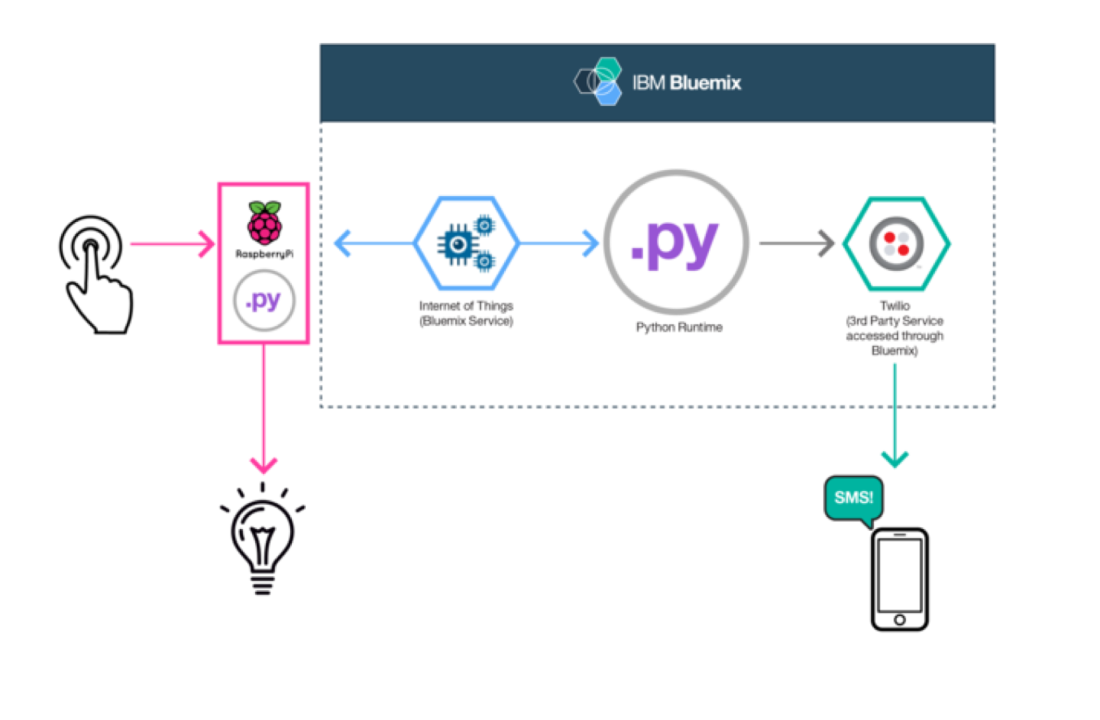 IBM Bluemix
RaspberryPi
.py
Internet of Things
(Bluemix Service)
.py
Python Runtime
Twilio
(3rd Party Service
accessed through
Bluemix)
SMS!